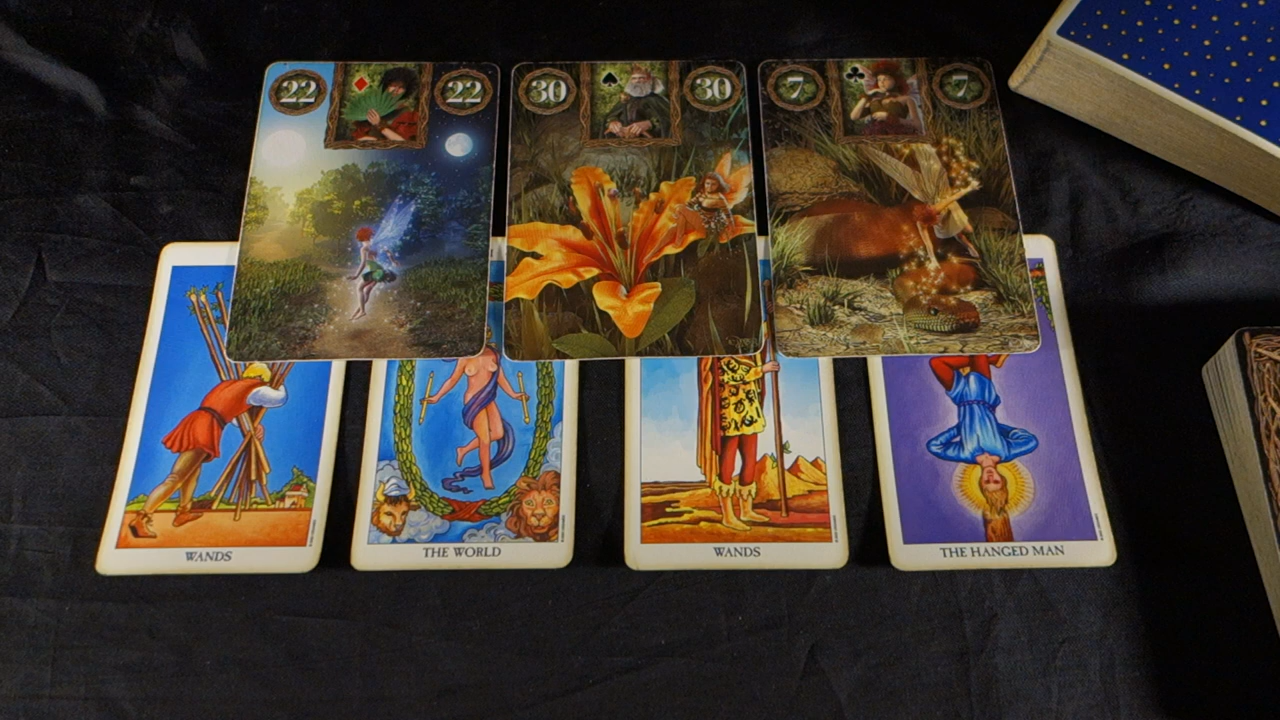 22 22
30 30
7 7
WANDS
THE WORLD
WANDS
THE HANGED MAN